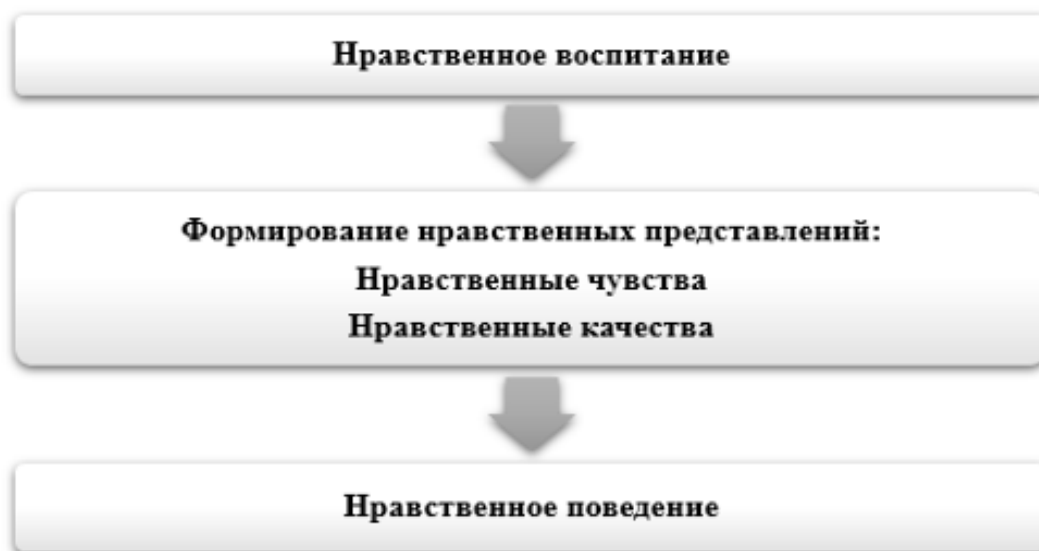 Нравственное воспитание
Формирование нравственных представлений:
Нравственные чувства
Нравственные качества
Нравственное поведение